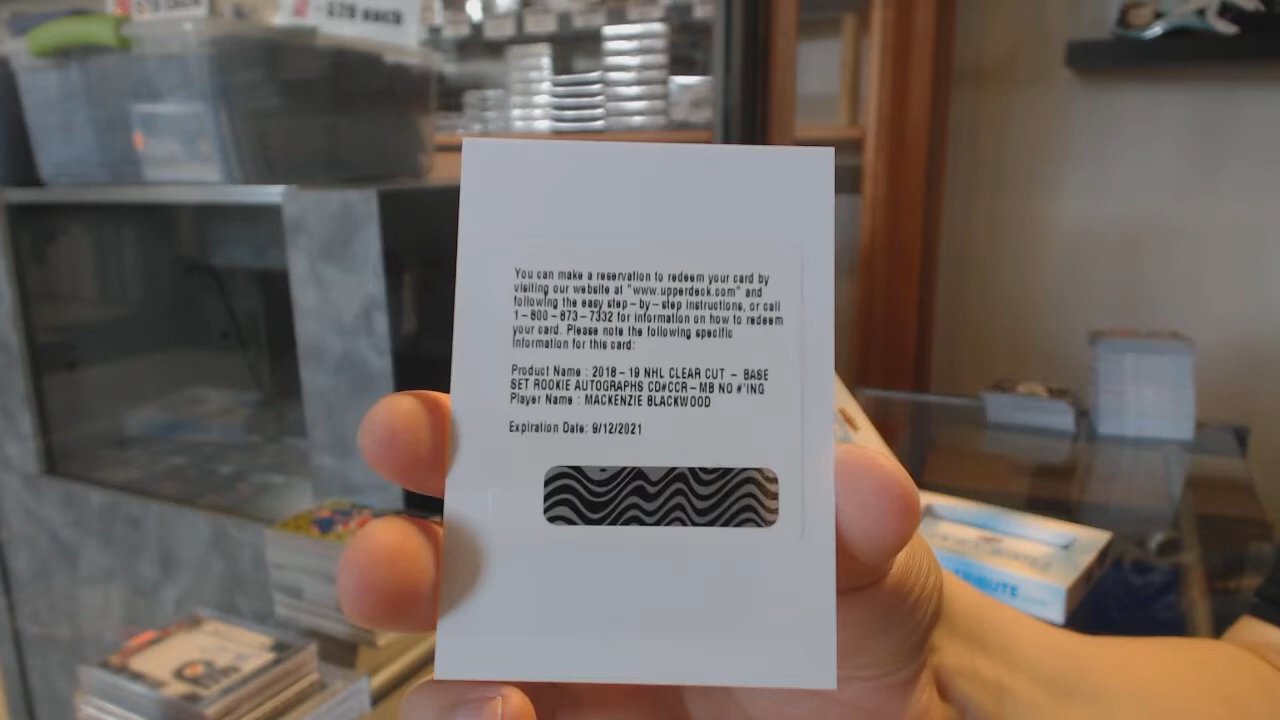 $20 each
You can make a reservation to redeem your card by
visiting our website at "www.upperdeck.com" and
following the easy step-by-step instructions, or call
1-800-873-7332 for information on how to redeem
your card. Please note the following specific
information for this card:
Product Name : 2018-19 NHL CLEAR CUT - BASE
SET ROOKIE AUTOGRAPHS CD#CCR-MB NO #'ING
Player Name : MACKENZIE BLACKWOOD
Expiration Date: 9/12/2021